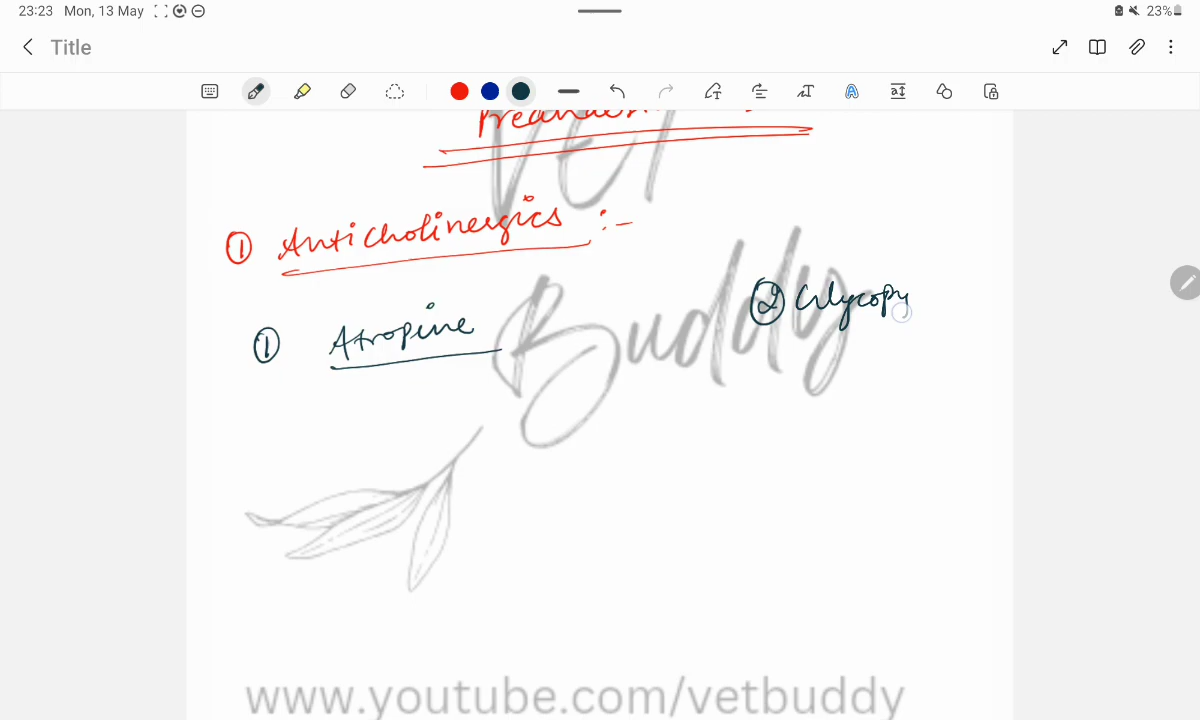 23:23 Mon, 13 May 23%
Title
① Anticholinergics :-
② Glycopy
① Atropine
Vet
Buddy
www.youtube.com/vetbuddy